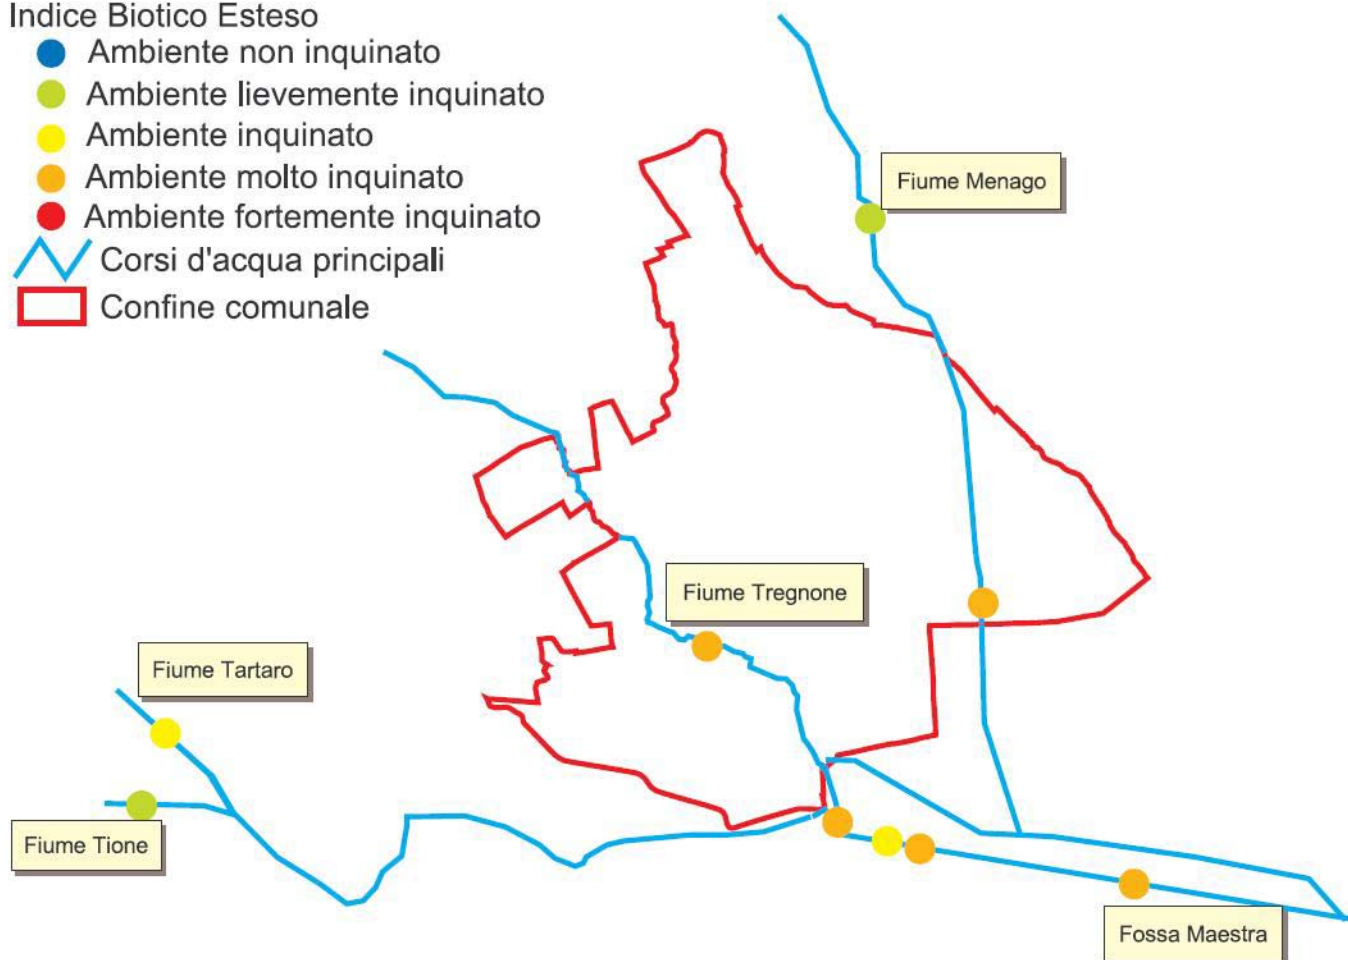 Indice Biotico Esteso
Ambiente non inquinato
Ambiente lievemente inquinato
Ambiente inquinato
Ambiente molto inquinato
Ambiente fortemente inquinato
Corsi d'acqua principali
Confine comunale
Fiume Menago
Fiume Tregnone
Fiume Tartaro
Fiume Tione
Fossa Maestra